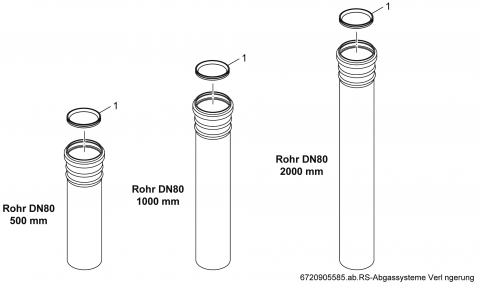 1
1
1
Rohr DN80
2000 mm
Rohr DN80
1000 mm
Rohr DN80
500 mm
6720905585.ab.RS-Abgassysteme Verl ngerung